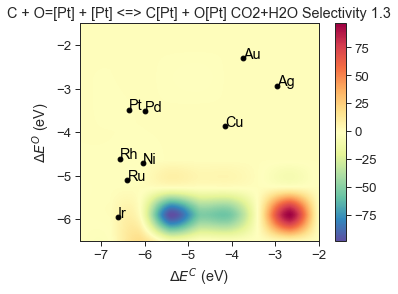 C + O=[Pt] + [Pt] <=> C[Pt] + O[Pt] CO2+H2O Selectivity 1.3
−2
−3
−4
−5
−6
ΔE^O (eV)
Au
Ag
Pt
Pd
Cu
Rh
Ni
Ru
Ir
−7
−6
−5
−4
−3
−2
ΔE^C (eV)
75
50
25
0
−25
−50
−75